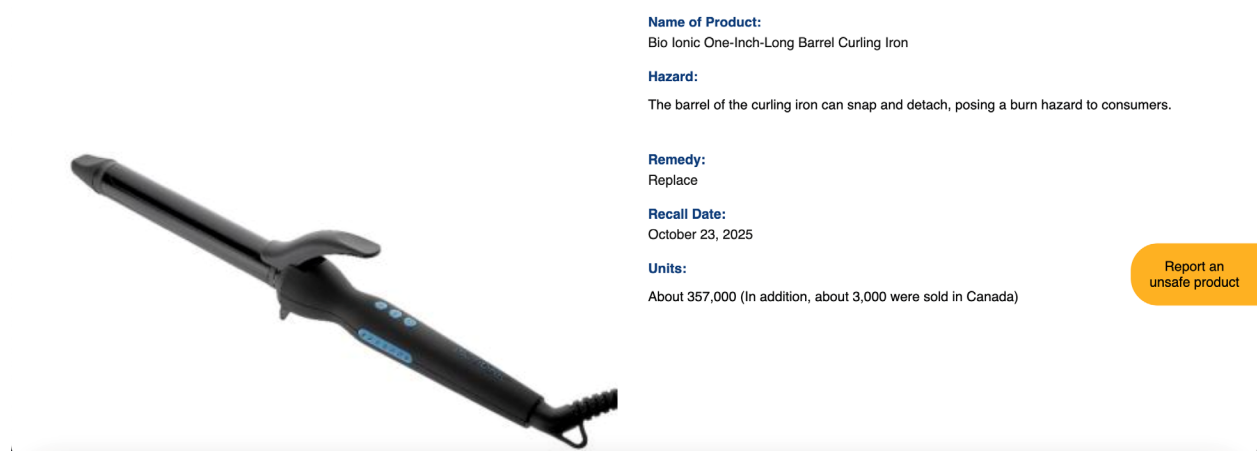 Name of Product:
Bio Ionic One-Inch-Long Barrel Curling Iron
Hazard:
The barrel of the curling iron can snap and detach, posing a burn hazard to consumers.
Remedy:
Replace
Recall Date:
October 23, 2025
Units:
About 357,000 (In addition, about 3,000 were sold in Canada)
Report an
unsafe product